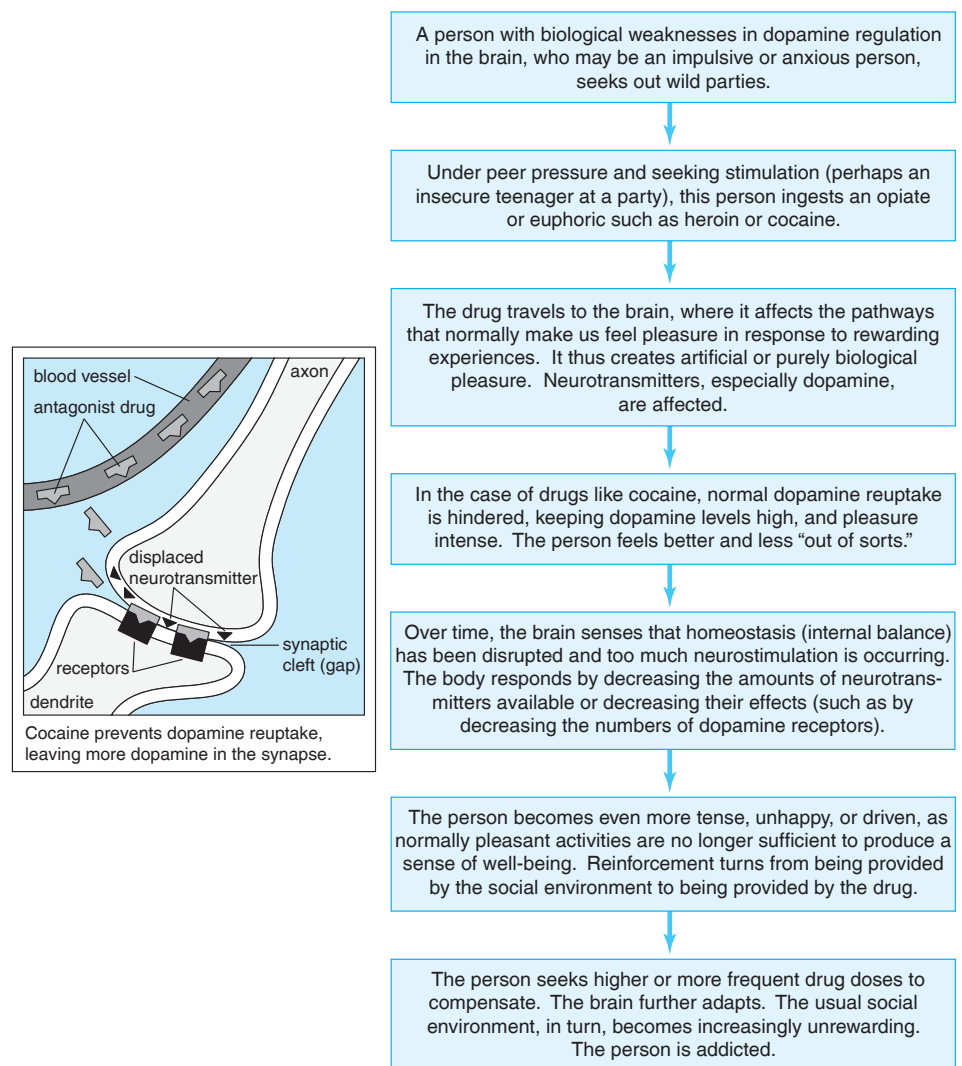 A person with biological weaknesses in dopamine regulation
in the brain, who may be an impulsive or anxious person,
seeks out wild parties.
Under peer pressure and seeking stimulation (perhaps an
insecure teenager at a party), this person ingests an opiate
or euphoric such as heroin or cocaine.
The drug travels to the brain, where it affects the pathways
that normally make us feel pleasure in response to rewarding
experiences. It thus creates artificial or purely biological
pleasure. Neurotransmitters, especially dopamine,
are affected.
In the case of drugs like cocaine, normal dopamine reuptake
is hindered, keeping dopamine levels high, and pleasure
intense. The person feels better and less “out of sorts.”
Over time, the brain senses that homeostasis (internal balance)
has been disrupted and too much neurostimulation is occurring.
The body responds by decreasing the amounts of neurotrans-
mitters available or decreasing their effects (such as by
decreasing the numbers of dopamine receptors).
The person becomes even more tense, unhappy, or driven, as
normally pleasant activities are no longer sufficient to produce a
sense of well-being. Reinforcement turns from being provided
by the social environment to being provided by the drug.
The person seeks higher or more frequent drug doses to
compensate. The brain further adapts. The usual social
environment, in turn, becomes increasingly unrewarding.
The person is addicted.
blood vessel
axon
antagonist drug
displaced
neurotransmitter
synaptic
cleft (gap)
receptors
dendrite
Cocaine prevents dopamine reuptake,
leaving more dopamine in the synapse.